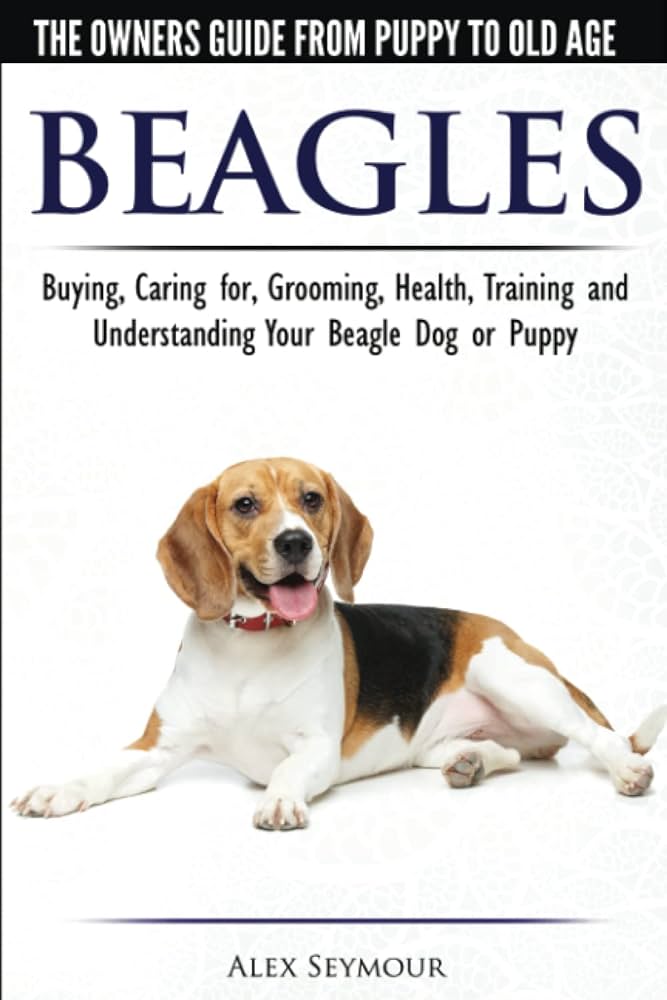 THE OWNERS GUIDE FROM PUPPY TO OLD AGE
BEAGLES
Buying, Caring for, Grooming, Health, Training and
Understanding Your Beagle Dog or Puppy
ALEX SEYMOUR